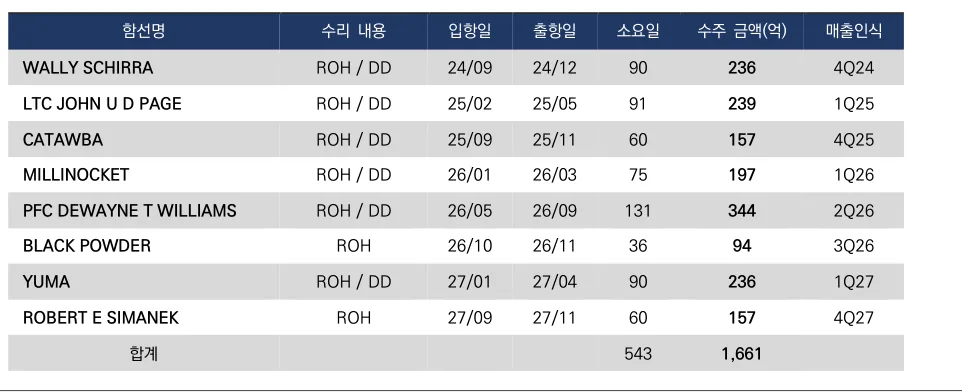 함선명 수리 내용 입항일 출항일 소요일 수주 금액(억) 매출인식
WALLY SCHIRRA ROH / DD 24/09 24/12 90 236 4Q24
LTC JOHN U D PAGE ROH / DD 25/02 25/05 91 239 1Q25
CATAWBA ROH / DD 25/09 25/11 60 157 4Q25
MILLINOCKET ROH / DD 26/01 26/03 75 197 1Q26
PFC DEWAYNE T WILLIAMS ROH / DD 26/05 26/09 131 344 2Q26
BLACK POWDER ROH 26/10 26/11 36 94 3Q26
YUMA ROH / DD 27/01 27/04 90 236 1Q27
ROBERT E SIMANEK ROH 27/09 27/11 60 157 4Q27
합계 543 1,661